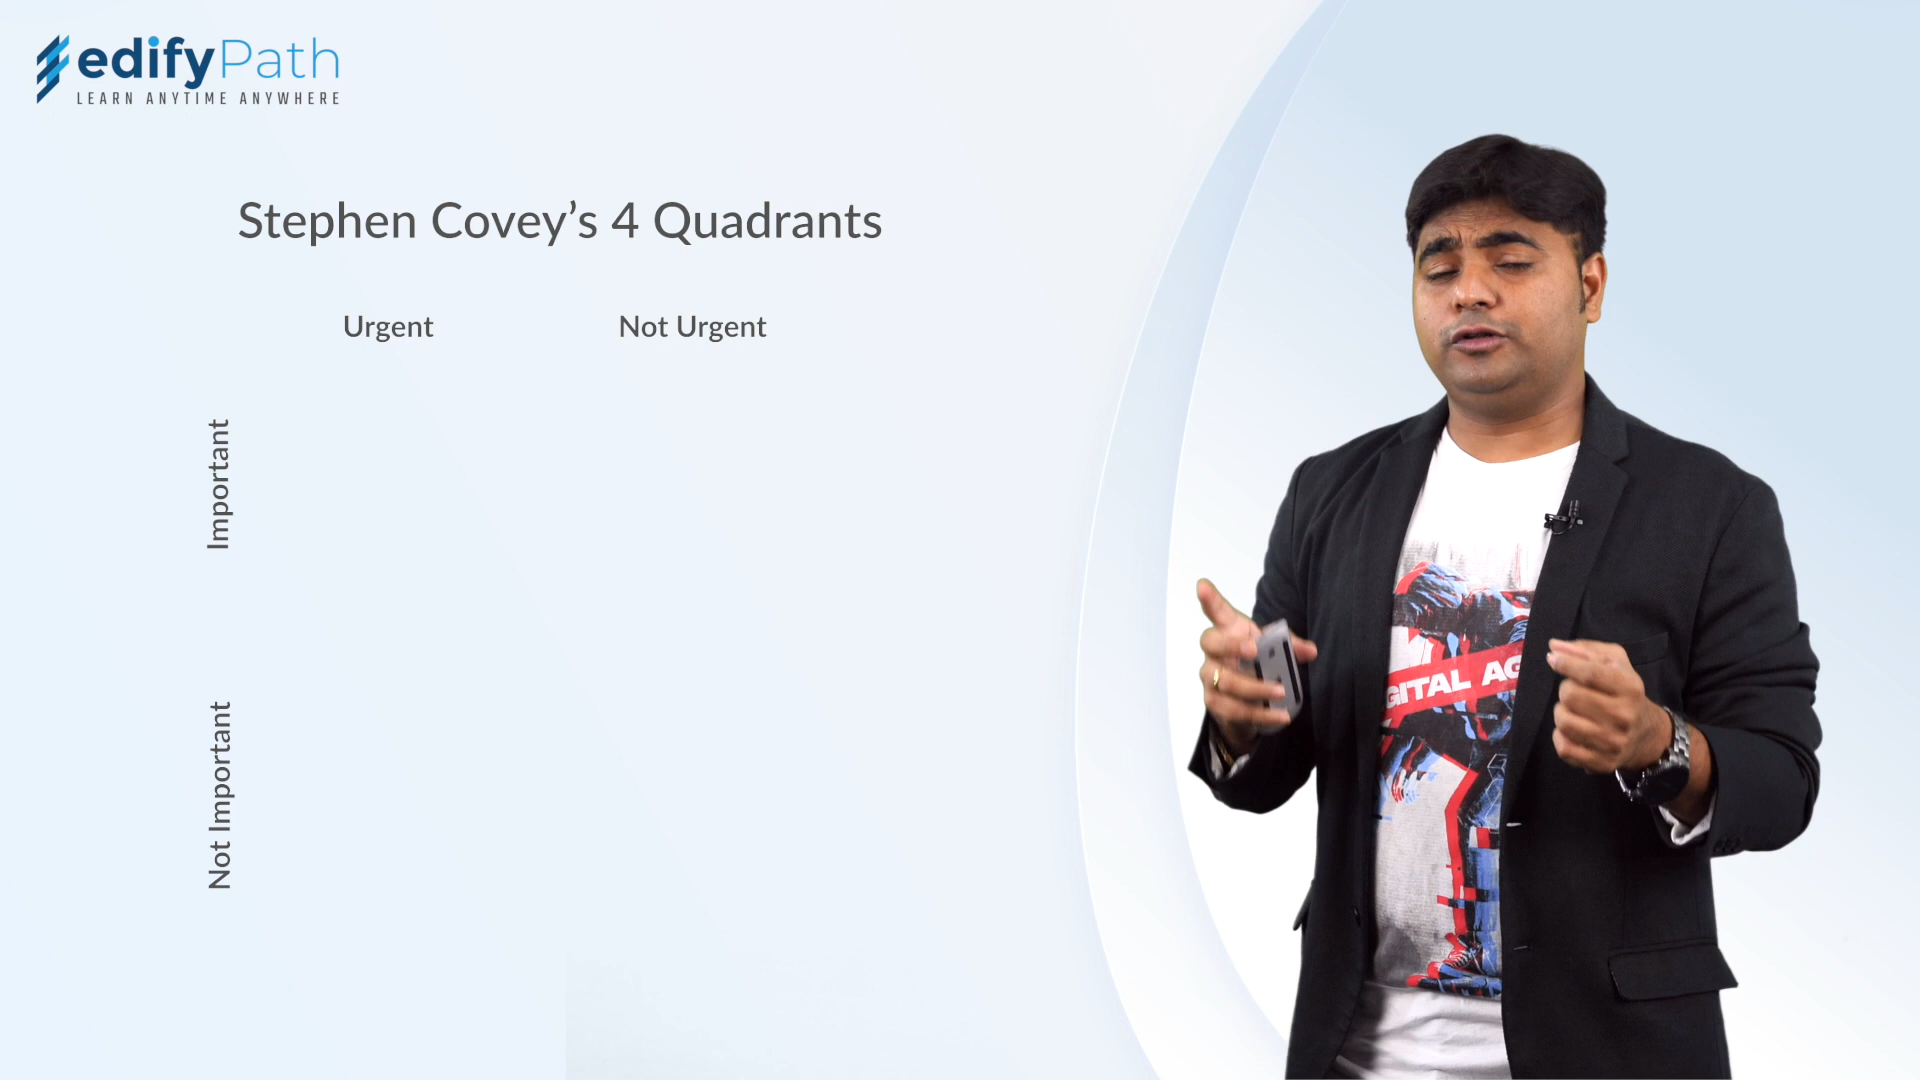 edifyPath
LEARN ANYTIME ANYWHERE
Stephen Covey’s 4 Quadrants
Urgent
Not Urgent
Important
Not Important
GITAL AG